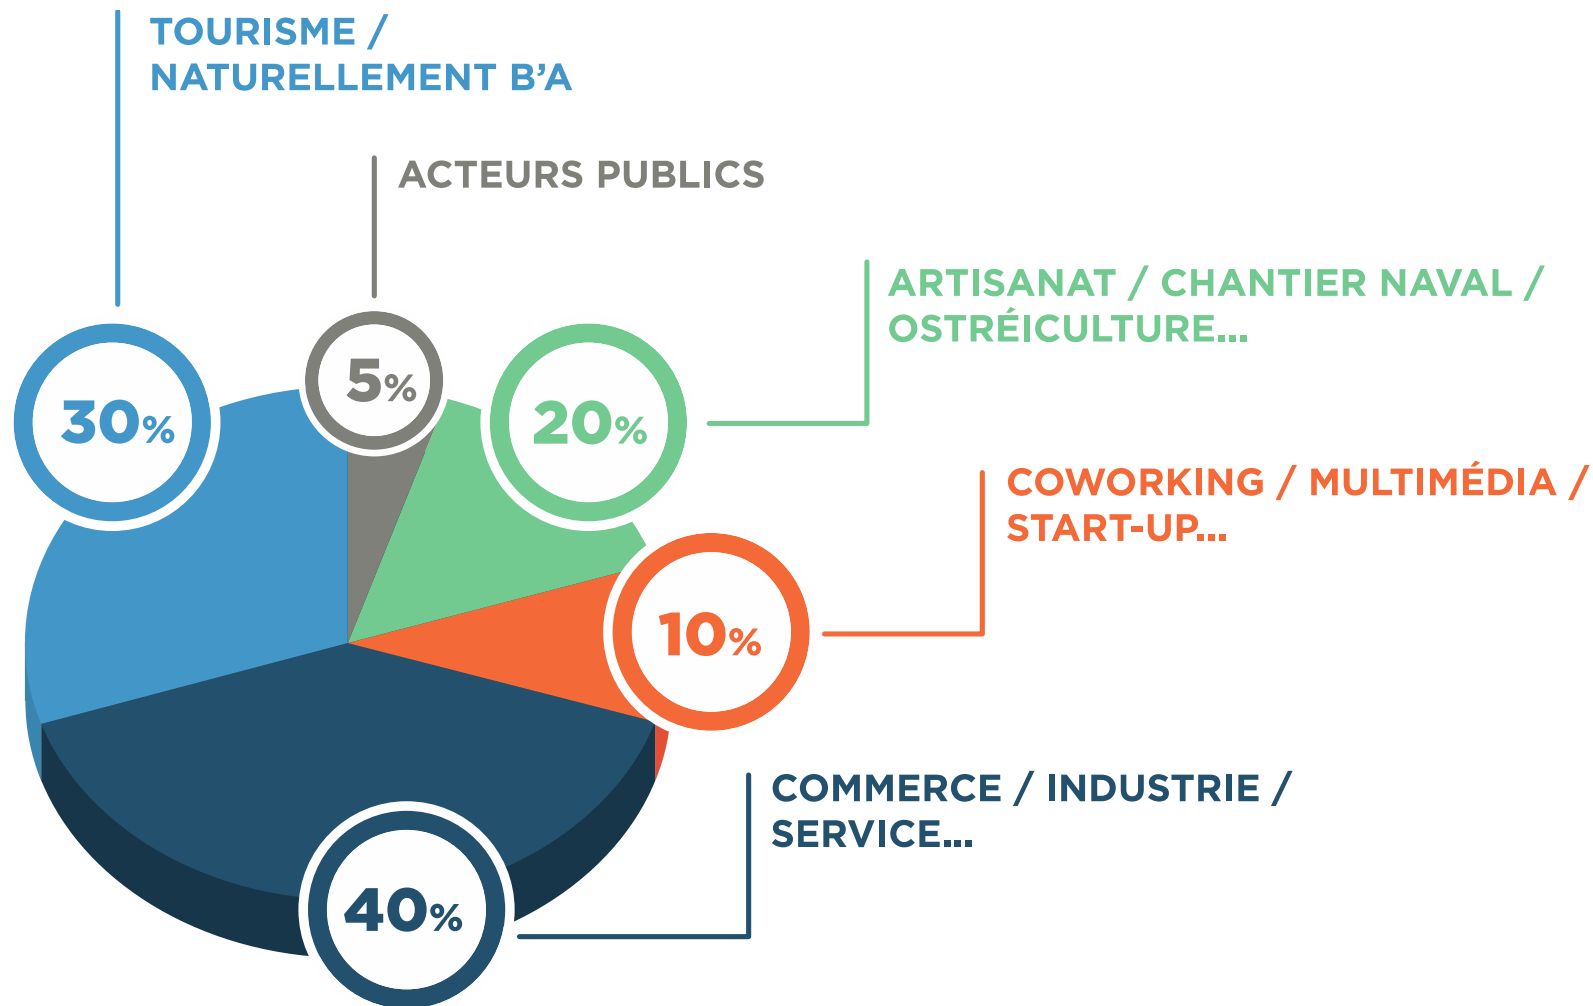 TOURISME /
NATURELLEMENT B’A
ACTEURS PUBLICS
ARTISANAT / CHANTIER NAVAL /
OSTRÉICULTURE...
5%
30%
20%
COWORKING / MULTIMÉDIA /
START-UP...
10%
COMMERCE / INDUSTRIE /
SERVICE...
40%